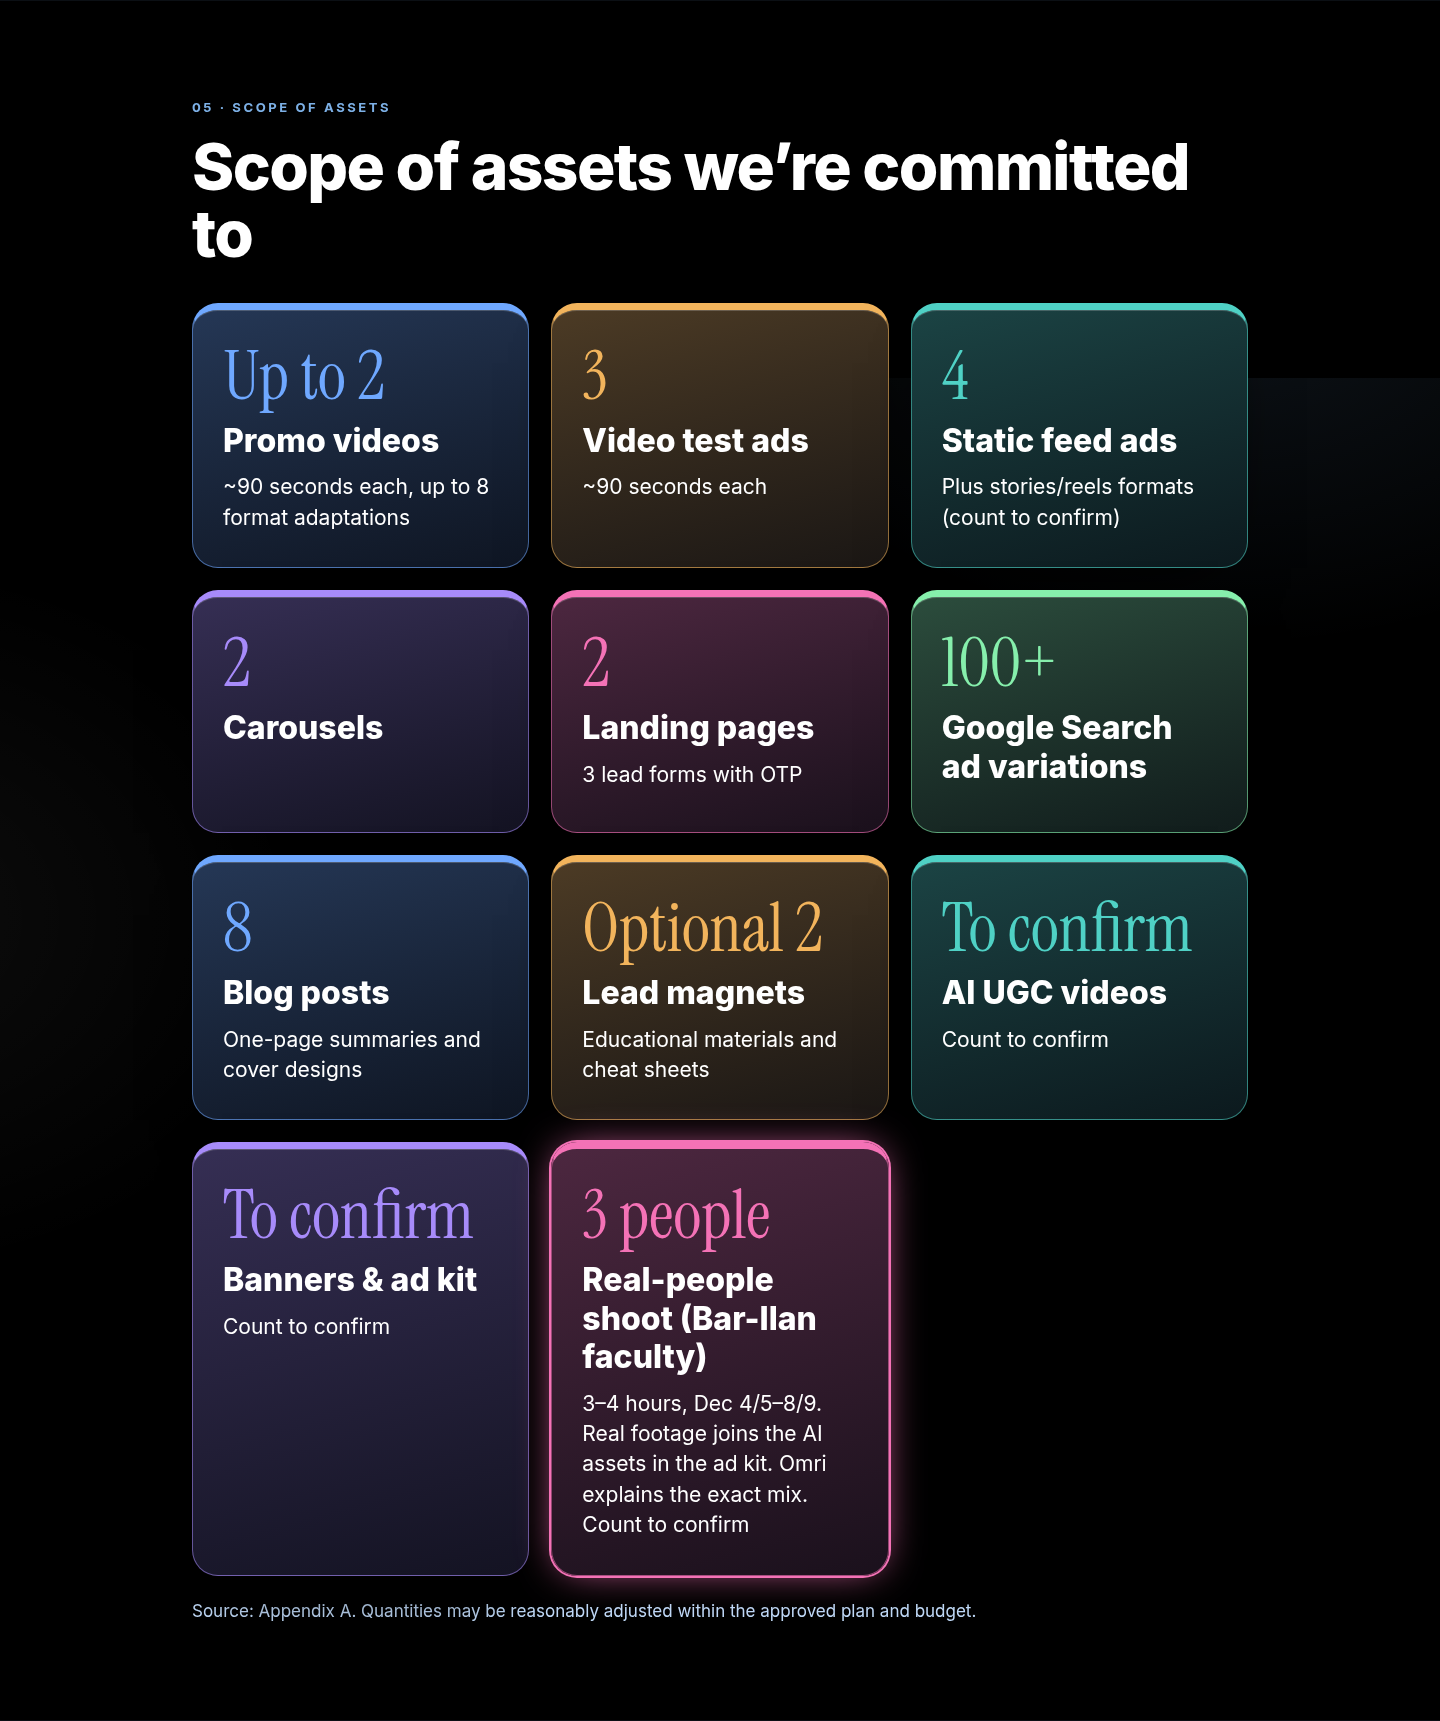 05 · SCOPE OF ASSETS
Scope of assets we’re committed
to
Up to 2
Promo videos
~90 seconds each, up to 8
format adaptations
3
Video test ads
~90 seconds each
4
Static feed ads
Plus stories/reels formats
(count to confirm)
2
Carousels
2
Landing pages
3 lead forms with OTP
100+
Google Search
ad variations
8
Blog posts
One-page summaries and
cover designs
Optional 2
Lead magnets
Educational materials and
cheat sheets
To confirm
AI UGC videos
Count to confirm
To confirm
Banners & ad kit
Count to confirm
3 people
Real-people
shoot (Bar-Ilan
faculty)
3–4 hours, Dec 4/5–8/9.
Real footage joins the AI
assets in the ad kit. Omri
explains the exact mix.
Count to confirm
Source: Appendix A. Quantities may be reasonably adjusted within the approved plan and budget.